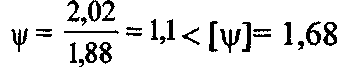 ψ = 2,02 / 1,88 = 1,1 < [ψ]= 1,68